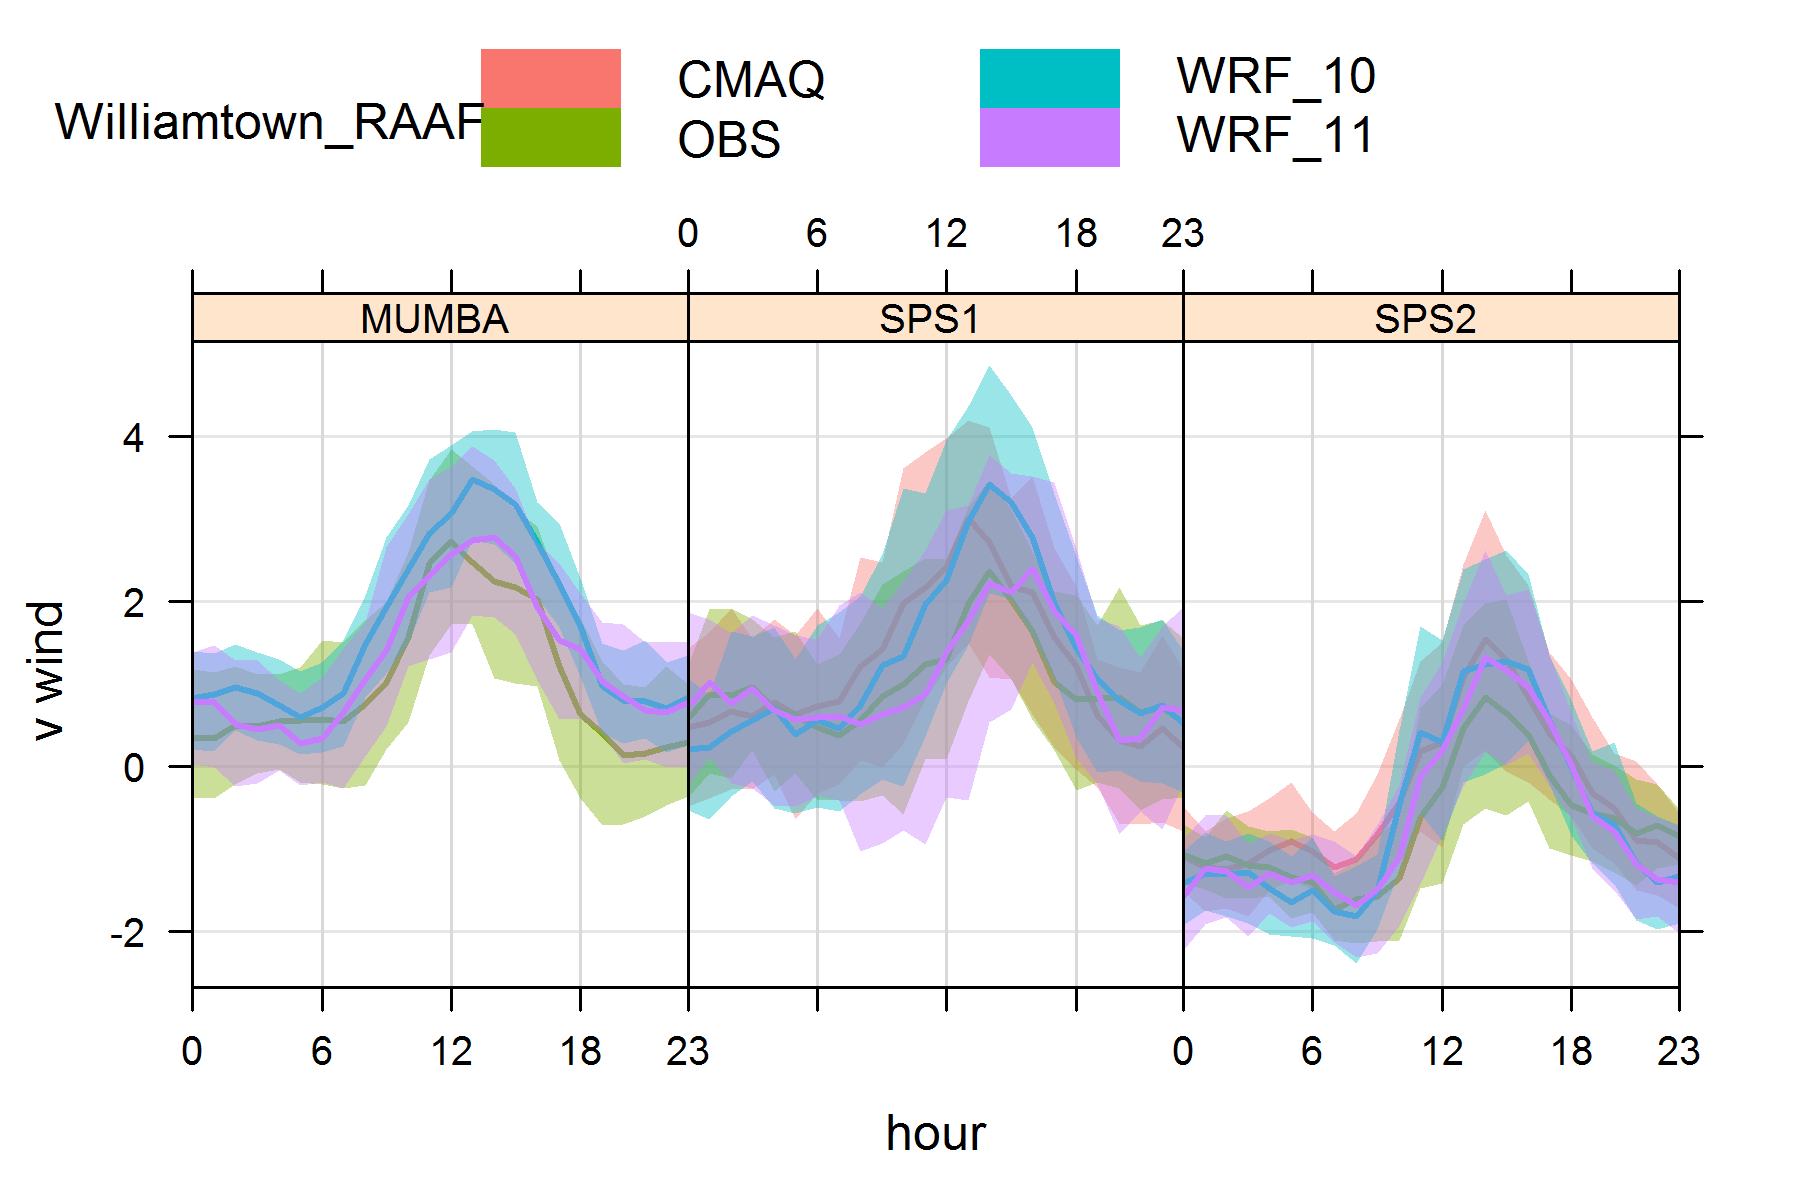 Williamtown_RAAF
CMAQ
OBS
WRF_10
WRF_11
0 6 12 18 23
MUMBA SPS1 SPS2
v wind
4
2
0
-2
0 6 12 18 23 0 6 12 18 23
hour